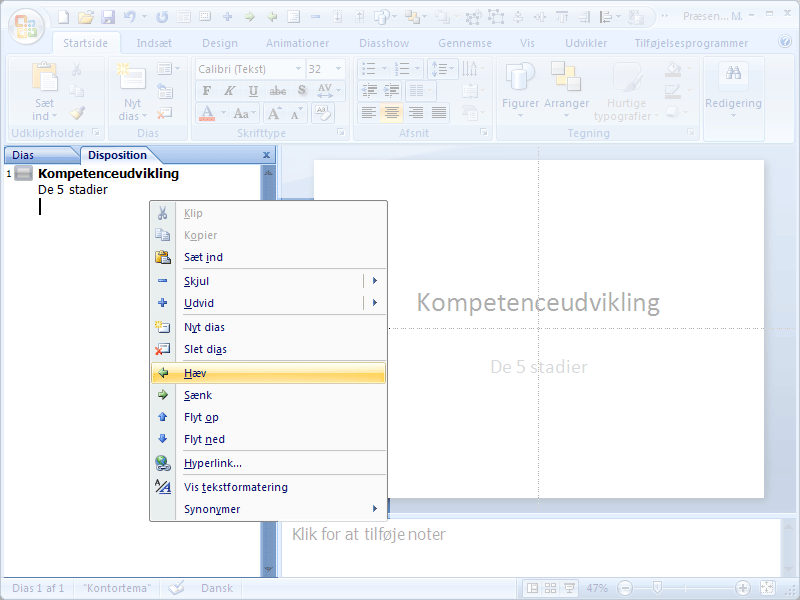 Præsen... M.
Startside Indsæt Design Animationer Diasshow Gennemse Vis Udvikler Tilføjelsesprogrammer
Sæt ind
Udklipsholder
Nyt dias
Dias
Calibri (Tekst) 32
F K U abc S AV
A Aa A A
Skrifttype
Afsnit
Figurer Arranger Hurtige typografier
Tegning
Redigering
Dias Disposition x
1 Kompetenceudvikling
De 5 stadier
Klip
Kopier
Sæt ind
Skjul
Udvid
Nyt dias
Slet dias
Hæv
Sænk
Flyt op
Flyt ned
Hyperlink...
Vis tekstformatering
Synonymer
Kompetenceudvikling
De 5 stadier
Klik for at tilføje noter
Dias 1 af 1 "Kontortema" Dansk 47%